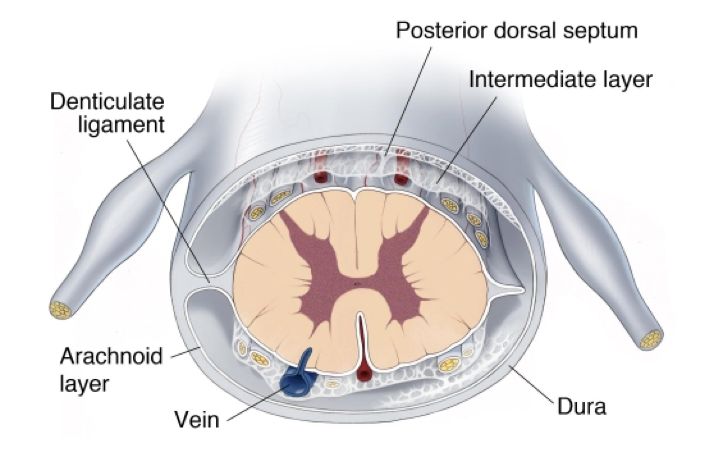 Posterior dorsal septum
Intermediate layer
Denticulate
ligament
Arachnoid
layer
Vein
Dura